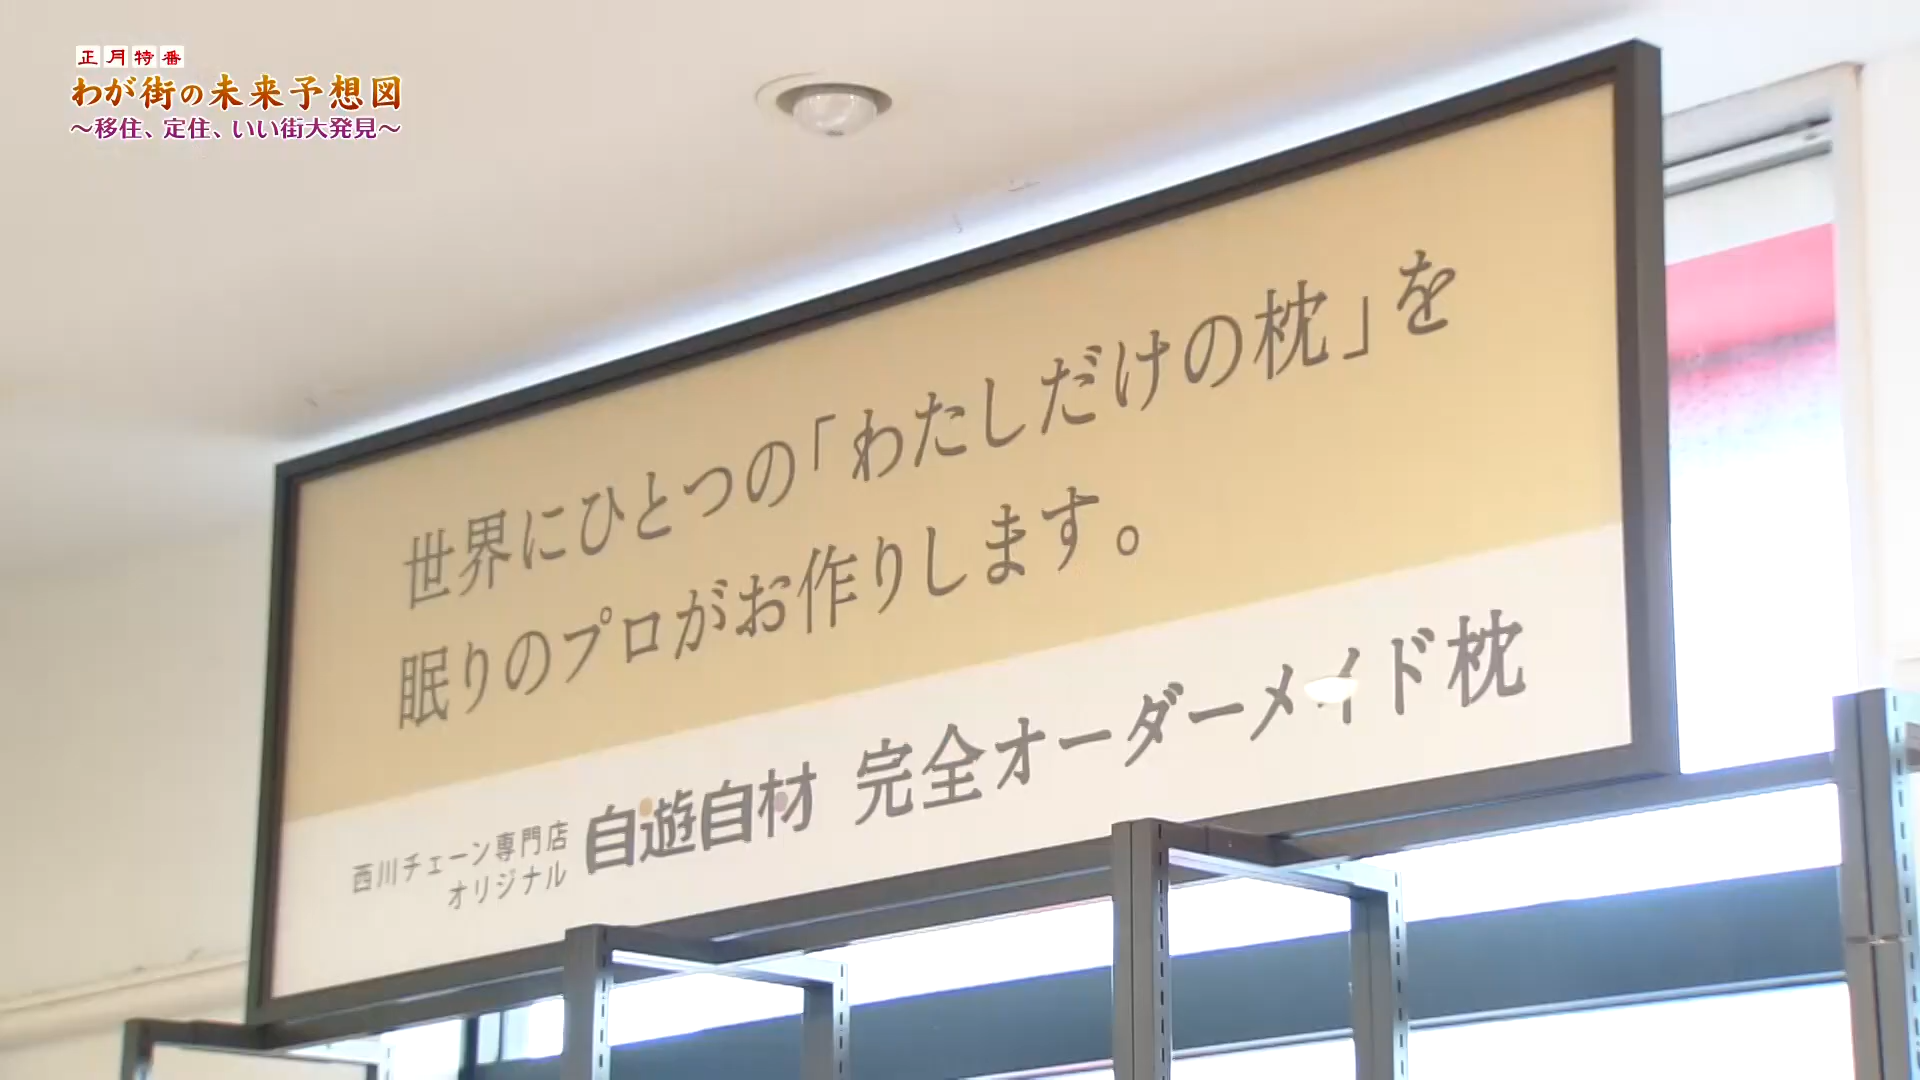 正月特番
わが街の未来予想図
～移住、定住、いい街大発見～
世界にひとつの「わたしだけの枕」を
眠りのプロがお作りします。
西川チェーン専門店
オリジナル
自遊自材 完全オーダーメイド枕